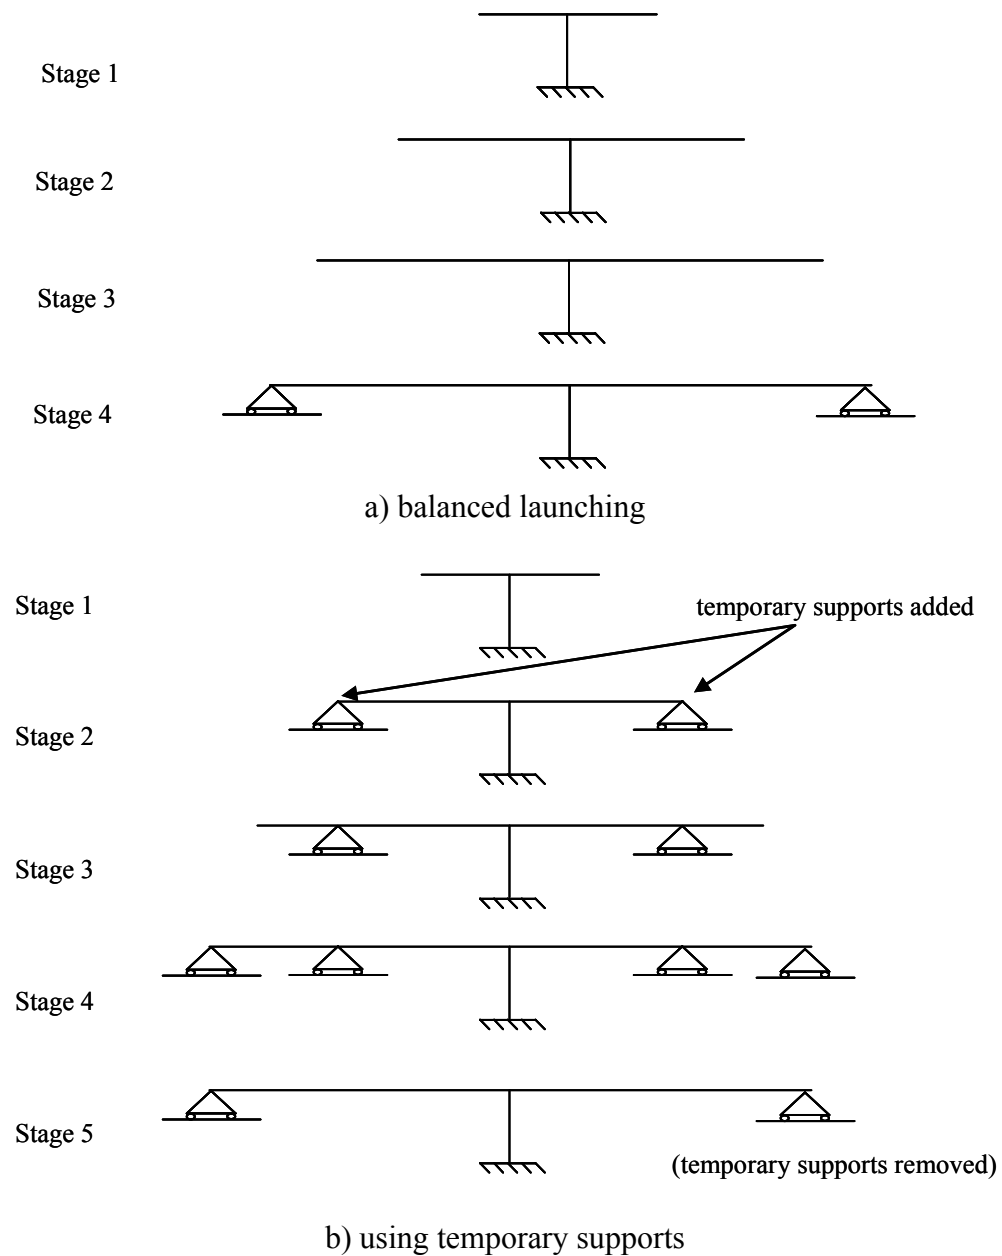 Stage 1
Stage 2
Stage 3
Stage 4
a) balanced launching
Stage 1
temporary supports added
Stage 2
Stage 3
Stage 4
Stage 5
(temporary supports removed)
b) using temporary supports